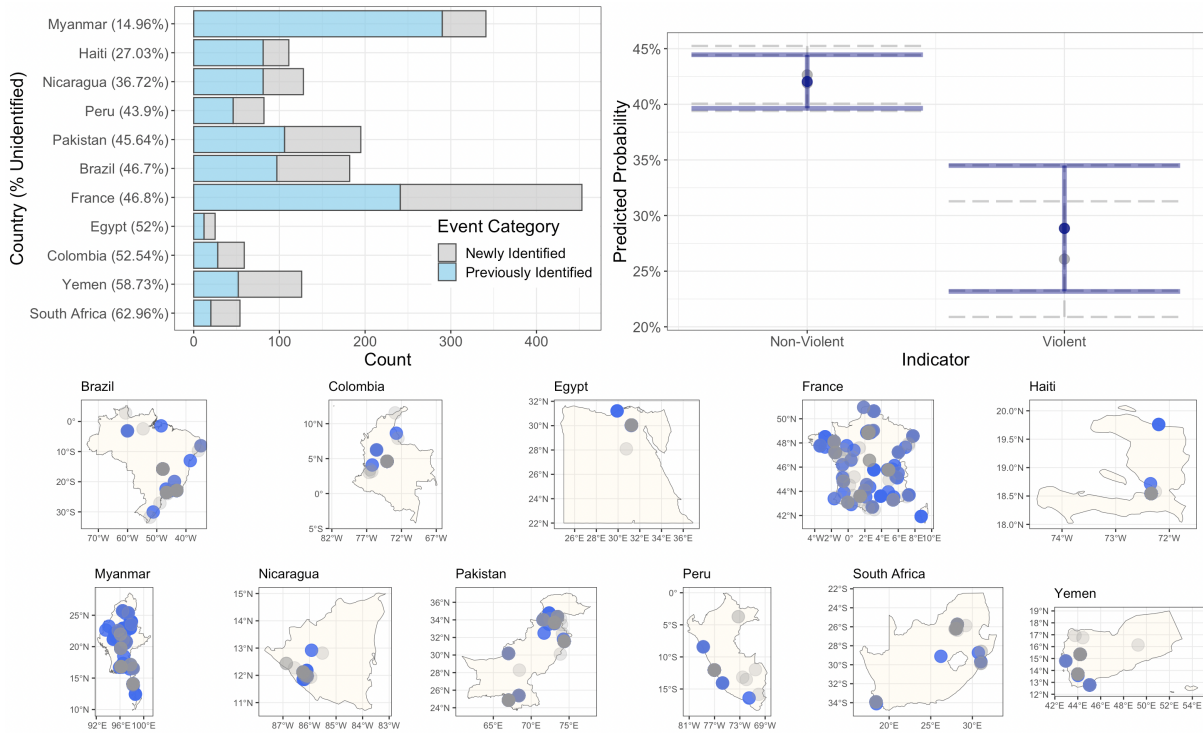 Country (% Unidentified)
Myanmar (14.96%)
Haiti (27.03%)
Nicaragua (36.72%)
Peru (43.9%)
Pakistan (45.64%)
Brazil (46.7%)
France (46.8%)
Egypt (52%)
Colombia (52.54%)
Yemen (58.73%)
South Africa (62.96%)
0 100 200 300 400
Count
Event Category
Newly Identified
Previously Identified
Predicted Probability
45%
40%
35%
30%
25%
20%
Non-Violent Violent
Indicator
Brazil
0°
10°S
20°S
30°S
70°W 60°W 50°W 40°W
Colombia
10°N
5°N
0°
5°S
82°W 77°W 72°W 67°W
Egypt
32°N
30°N
28°N
26°N
24°N
22°N
26°E 28°E 30°E 32°E 34°E 36°E
France
50°N
48°N
46°N
44°N
42°N
4°W 2°W 0° 2°E 4°E 6°E 8°E 10°E
Haiti
20.0°N
19.5°N
19.0°N
18.5°N
18.0°N
74°W 73°W 72°W
Myanmar
25°N
20°N
15°N
10°N
92°E 96°E 100°E
Nicaragua
15°N
14°N
13°N
12°N
11°N
87°W 86°W 85°W 84°W 83°W
Pakistan
36°N
34°N
32°N
30°N
28°N
26°N
24°N
65°E 70°E 75°E
Peru
0°
5°S
10°S
15°S
81°W 77°W 73°W 69°W
South Africa
22°S
24°S
26°S
28°S
30°S
32°S
34°S
20°E 25°E 30°E
Yemen
19°N
18°N
17°N
16°N
15°N
14°N
13°N
12°N
42°E 44°E 46°E 48°E 50°E 52°E 54°E